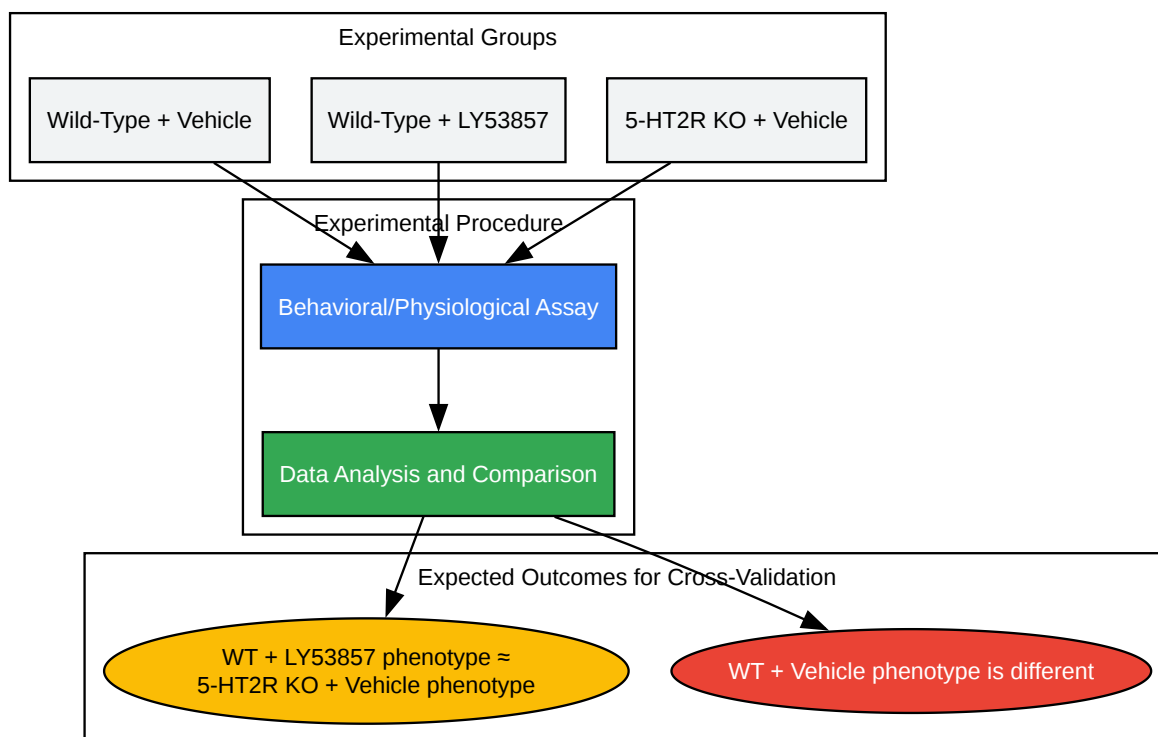 Experimental Groups
Wild-Type + Vehicle
Wild-Type + LY53857
5-HT2R KO + Vehicle
Experimental Procedure
Behavioral/Physiological Assay
Data Analysis and Comparison
Expected Outcomes for Cross-Validation
WT + LY53857 phenotype ≈
5-HT2R KO + Vehicle phenotype
WT + Vehicle phenotype is different